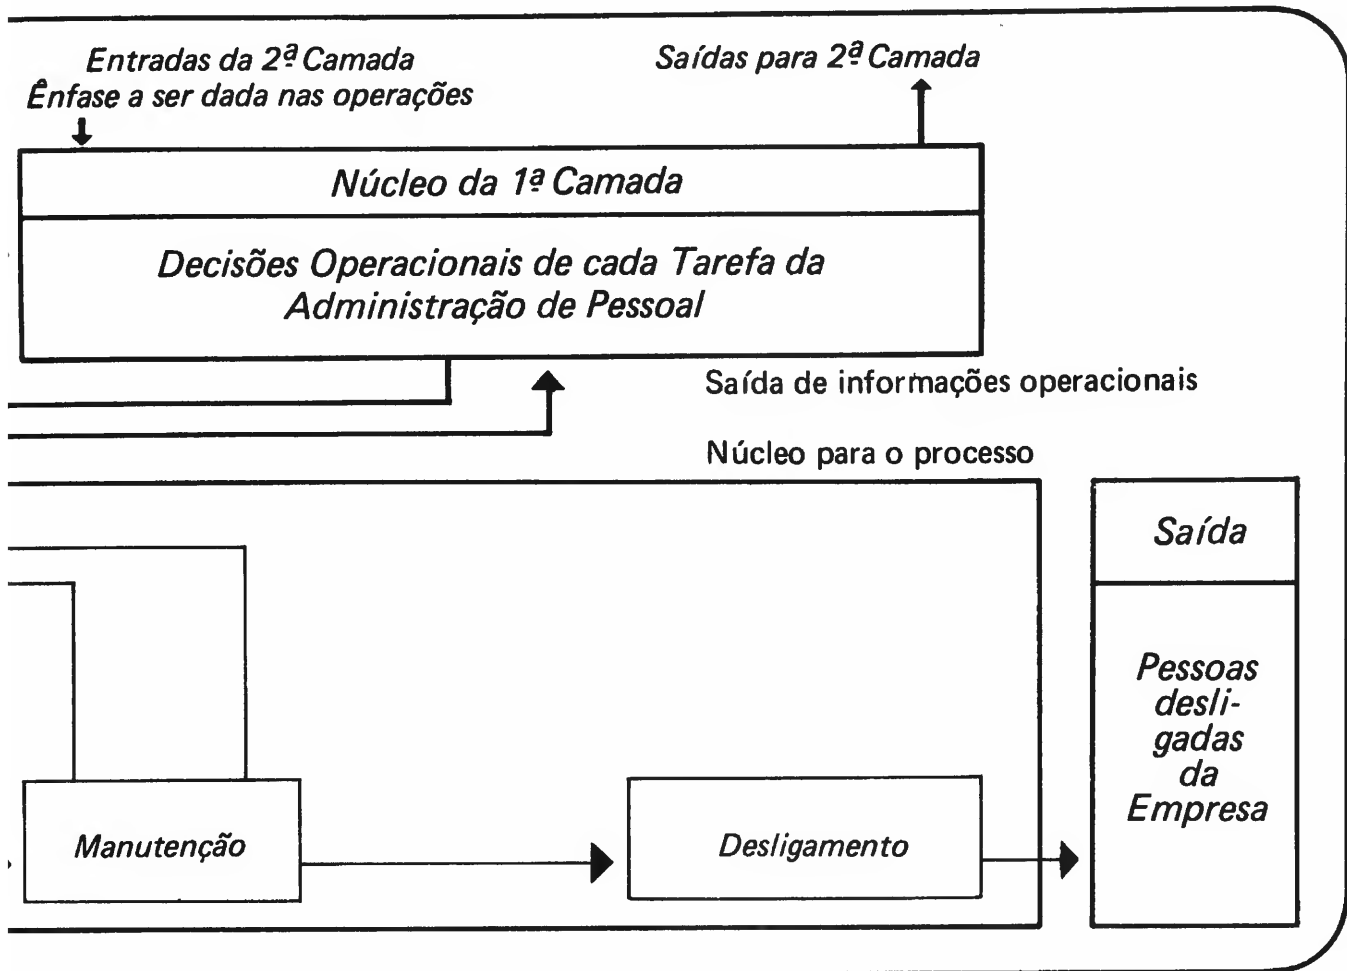 Entradas da 2ª Camada
Ênfase a ser dada nas operações
Saídas para 2ª Camada
Núcleo da 1ª Camada
Decisões Operacionais de cada Tarefa da
Administração de Pessoal
Saída de informações operacionais
Núcleo para o processo
Saída
Pessoas
desli-
gadas
da
Empresa
Manutenção
Desligamento